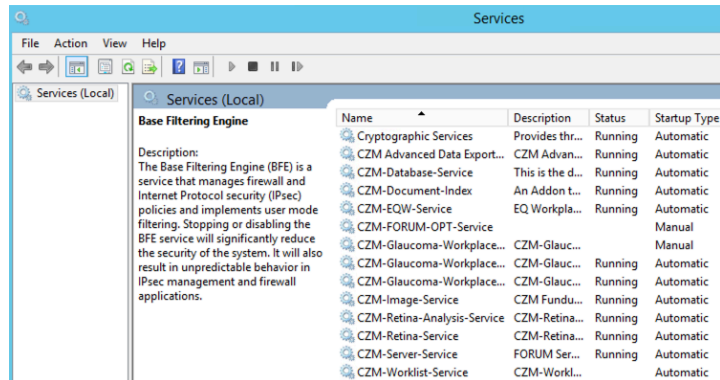 Services
File Action View Help
Services (Local)
Services (Local)
Base Filtering Engine
Description:
The Base Filtering Engine (BFE) is a
service that manages firewall and
Internet Protocol security (IPsec)
policies and implements user mode
filtering. Stopping or disabling the
BFE service will significantly reduce
the security of the system. It will also
result in unpredictable behavior in
IPsec management and firewall
applications.
Name Description Status Startup Type
Cryptographic Services Provides thr... Running Automatic
CZM Advanced Data Export... CZM Advan... Running Automatic
CZM-Database-Service This is the d... Running Automatic
CZM-Document-Index An Addon t... Running Automatic
CZM-EQW-Service EQ Workpla... Running Automatic
CZM-FORUM-OPT-Service Manual
CZM-Glaucoma-Workplace... CZM-Glauc... Manual
CZM-Glaucoma-Workplace... CZM-Glauc... Running Automatic
CZM-Glaucoma-Workplace... CZM-Glauc... Running Automatic
CZM-Image-Service CZM Fundu... Running Automatic
CZM-Retina-Analysis-Service CZM-Retina... Running Automatic
CZM-Retina-Service CZM-Retina... Running Automatic
CZM-Server-Service FORUM Ser... Running Automatic
CZM-Worklist-Service CZM-Workl... Automatic